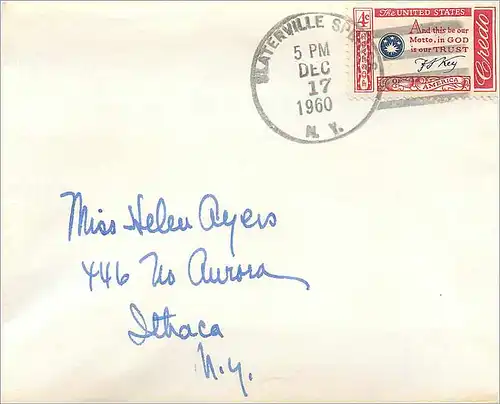 SLATERVILLE SPRS
5 PM
DEC
17
1960
N. Y.
4¢
The UNITED STATES
And this be our
Motto, in GOD
is our TRUST
F S Key
of AMERICA
Credo
Miss Helen Ayers
446 No Aurora
Ithaca
N.Y.